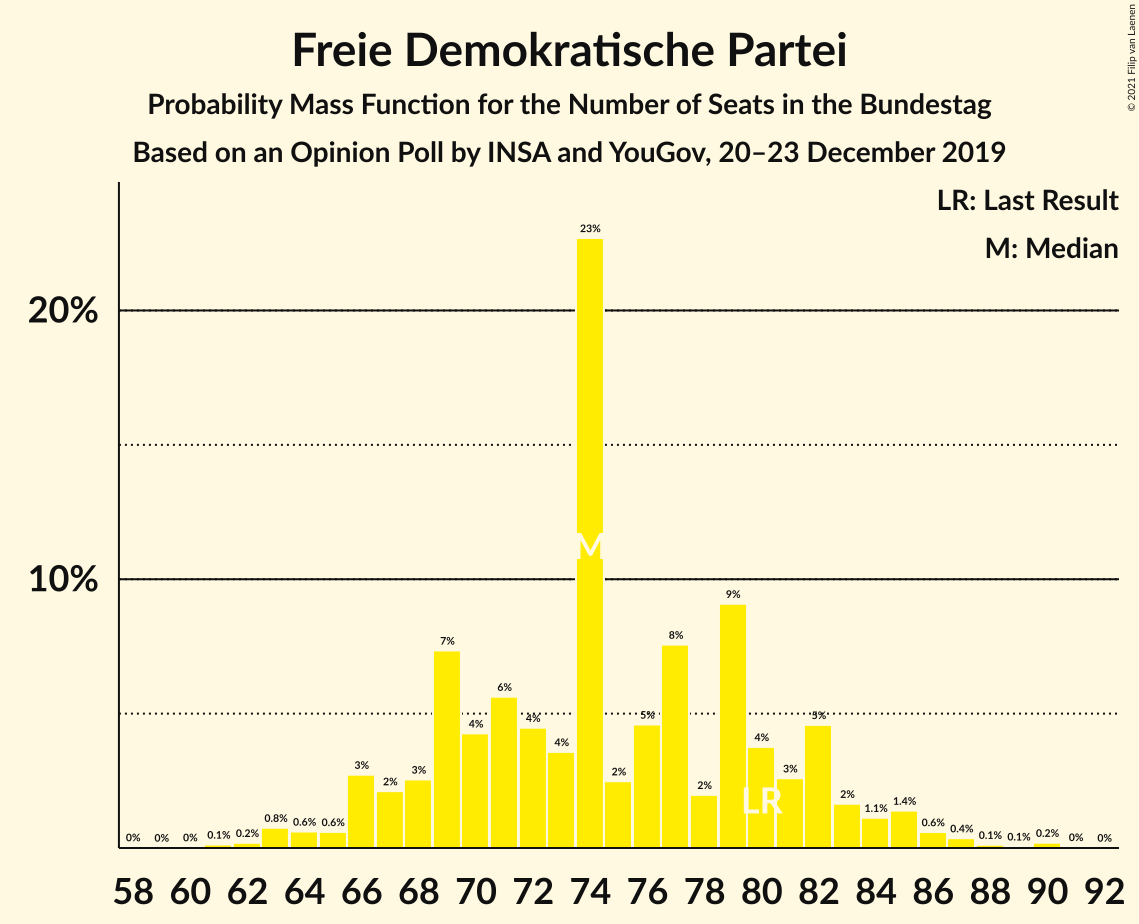 Freie Demokratische Partei
Probability Mass Function for the Number of Seats in the Bundestag
Based on an Opinion Poll by INSA and YouGov, 20–23 December 2019
© 2021 Filip van Laenen
LR: Last Result
M: Median
20%
10%
0% 0% 0% 0.1% 0.2% 0.8% 0.6% 0.6% 3% 2% 3% 7% 4% 6% 4% 4% 23% 2% 5% 8% 2% 9% 4% 3% 5% 2% 1.1% 1.4% 0.6% 0.4% 0.1% 0.1% 0.2% 0% 0%
M
LR
58 60 62 64 66 68 70 72 74 76 78 80 82 84 86 88 90 92